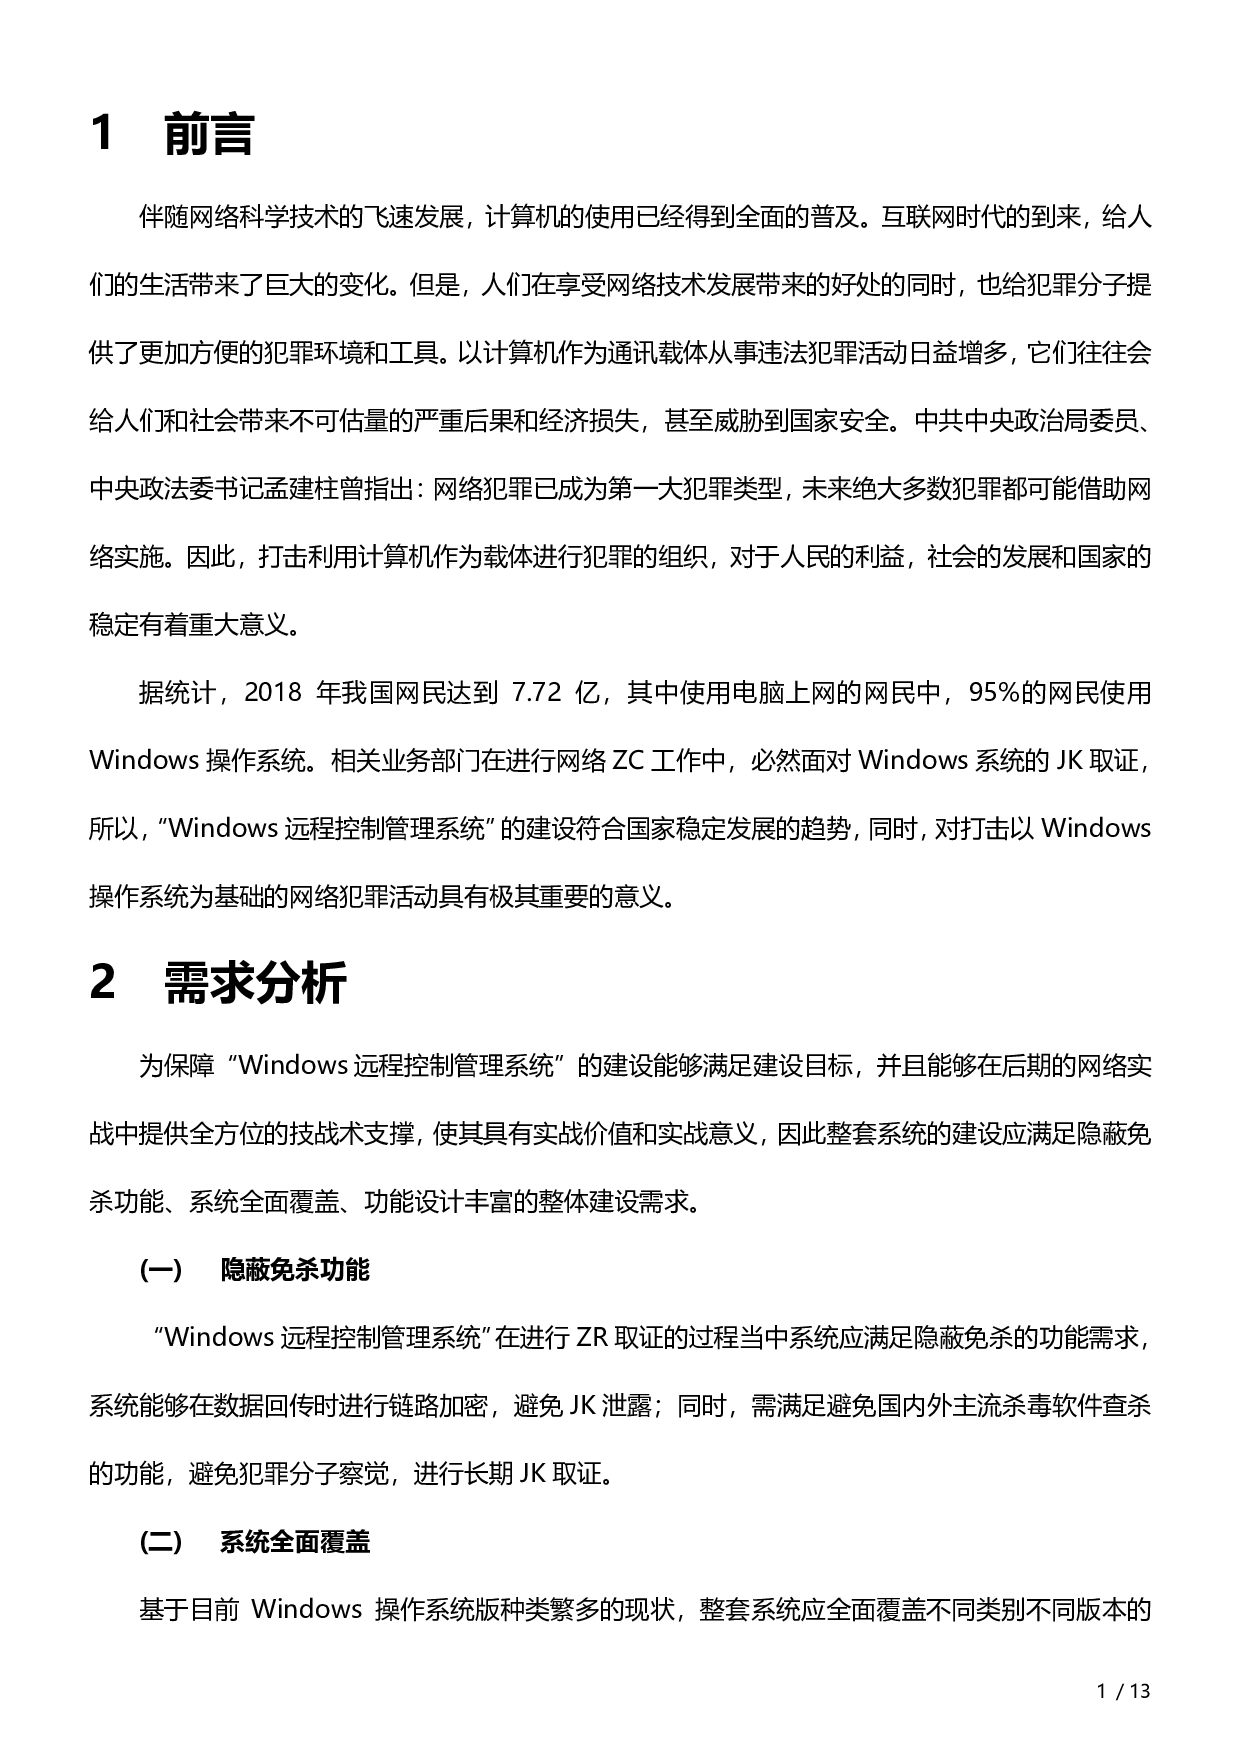 1 前言
伴随网络科学技术的飞速发展，计算机的使用已经得到全面的普及。互联网时代的到来，给人
们的生活带来了巨大的变化。但是，人们在享受网络技术发展带来的好处的同时，也给犯罪分子提
供了更加方便的犯罪环境和工具。以计算机作为通讯载体从事违法犯罪活动日益增多，它们往往会
给人们和社会带来不可估量的严重后果和经济损失，甚至威胁到国家安全。中共中央政治局委员、
中央政法委书记孟建柱曾指出：网络犯罪已成为第一大犯罪类型，未来绝大多数犯罪都可能借助网
络实施。因此，打击利用计算机作为载体进行犯罪的组织，对于人民的利益，社会的发展和国家的
稳定有着重大意义。
据统计，2018 年我国网民达到 7.72 亿，其中使用电脑上网的网民中，95%的网民使用
Windows 操作系统。相关业务部门在进行网络 ZC 工作中，必然面对 Windows 系统的 JK 取证，
所以，“Windows 远程控制管理系统”的建设符合国家稳定发展的趋势，同时，对打击以 Windows
操作系统为基础的网络犯罪活动具有极其重要的意义。
2 需求分析
为保障“Windows 远程控制管理系统”的建设能够满足建设目标，并且能够在后期的网络实
战中提供全方位的技战术支撑，使其具有实战价值和实战意义，因此整套系统的建设应满足隐蔽免
杀功能、系统全面覆盖、功能设计丰富的整体建设需求。
(一) 隐蔽免杀功能
“Windows 远程控制管理系统”在进行 ZR 取证的过程当中系统应满足隐蔽免杀的功能需求，
系统能够在数据回传时进行链路加密，避免 JK 泄露；同时，需满足避免国内外主流杀毒软件查杀
的功能，避免犯罪分子察觉，进行长期 JK 取证。
(二) 系统全面覆盖
基于目前 Windows 操作系统版种类繁多的现状，整套系统应全面覆盖不同类别不同版本的
1 / 13